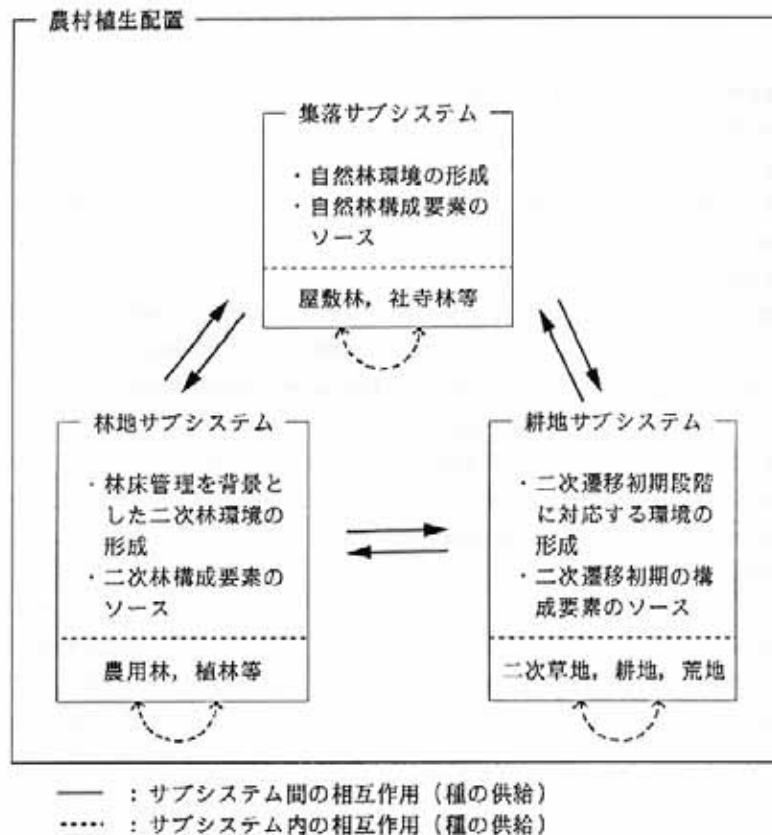 農村植生配置
集落サブシステム
・自然林環境の形成
・自然林構成要素の
ソース
屋敷林，社寺林等
林地サブシステム
・林床管理を背景と
した二次林環境の
形成
・二次林構成要素の
ソース
農用林，植林等
耕地サブシステム
・二次遷移初期段階
に対応する環境の
形成
・二次遷移初期の構
成要素のソース
二次草地，耕地，荒地
：サブシステム間の相互作用（種の供給）
：サブシステム内の相互作用（種の供給）